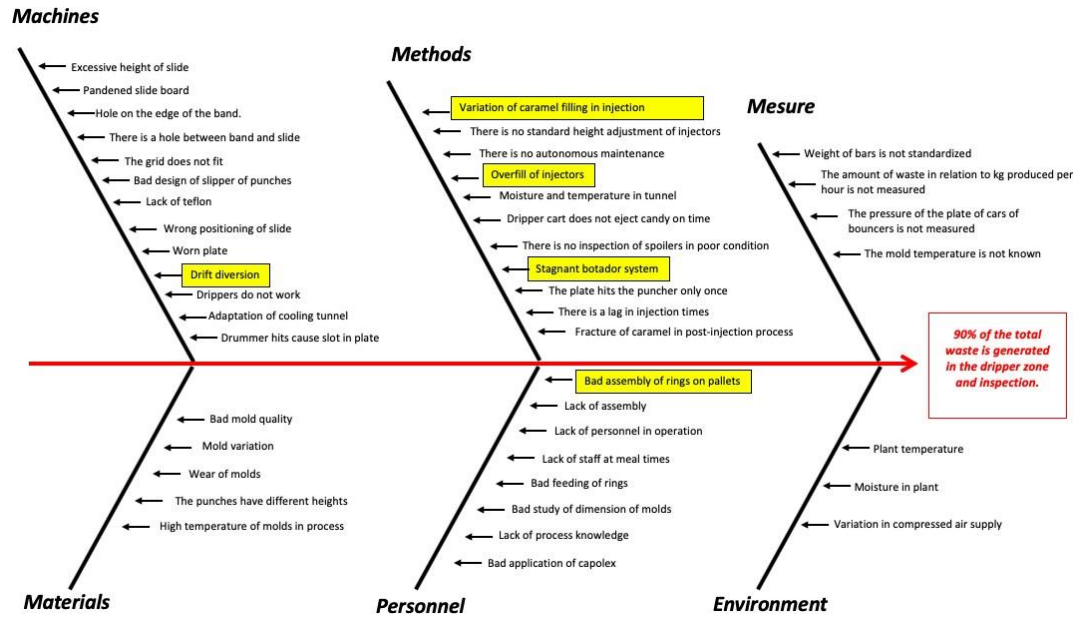 Machines
Excessive height of slide
Pandened slide board
Hole on the edge of the band.
There is a hole between band and slide
The grid does not fit
Bad design of slipper of punches
Lack of teflon
Wrong positioning of slide
Worn plate
Drift diversion
Drippers do not work
Adaptation of cooling tunnel
Drummer hits cause slot in plate
Methods
Variation of caramel filling in injection
There is no standard height adjustment of injectors
There is no autonomous maintenance
Overfill of injectors
Moisture and temperature in tunnel
Dripper cart does not eject candy on time
There is no inspection of spoilers in poor condition
Stagnant botador system
The plate hits the puncher only once
There is a lag in injection times
Fracture of caramel in post-injection process
Mesure
Weight of bars is not standardized
The amount of waste in relation to kg produced per
hour is not measured
The pressure of the plate of cars of
bouncers is not measured
The mold temperature is not known
90% of the total
waste is generated
in the dripper zone
and inspection.
Bad mold quality
Mold variation
Wear of molds
The punches have different heights
High temperature of molds in process
Materials
Bad assembly of rings on pallets
Lack of assembly
Lack of personnel in operation
Lack of staff at meal times
Bad feeding of rings
Bad study of dimension of molds
Lack of process knowledge
Bad application of capolex
Personnel
Plant temperature
Moisture in plant
Variation in compressed air supply
Environment